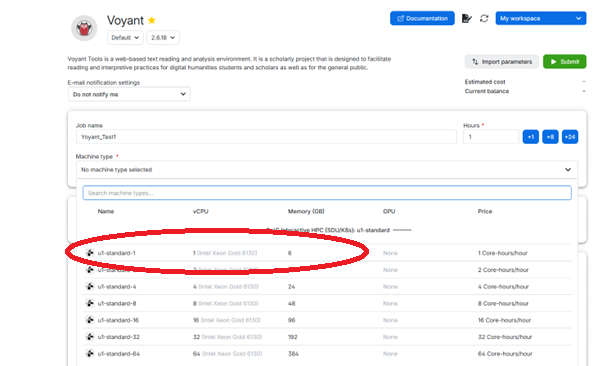 Voyant
Documentation
My workspace
Default
2.6.18
Voyant Tools is a web-based text reading and analysis environment. It is a scholarly project that is designed to facilitate
reading and interpretive practices for digital humanities students and scholars as well as for the general public.
Import parameters
Submit
E-mail notification settings
Do not notify me
Estimated cost -
Current balance -
Job name
Hours *
Voyant_Test1
1
+1 +8 +24
Machine type *
No machine type selected
Search machine types...
Name vCPU Memory (GB) GPU Price
Interactive HPC (SDU/K8s): u1-standard
u1-standard-1 1 (Intel Xeon Gold 6130) 6 None 1 Core-hours/hour
None 2 Core-hours/hour
u1-standard-4 4 (Intel Xeon Gold 6130) 24 None 4 Core-hours/hour
u1-standard-8 8 (Intel Xeon Gold 6130) 48 None 8 Core-hours/hour
u1-standard-16 16 (Intel Xeon Gold 6130) 96 None 16 Core-hours/hour
u1-standard-32 32 (Intel Xeon Gold 6130) 192 None 32 Core-hours/hour
u1-standard-64 64 (Intel Xeon Gold 6130) 384 None 64 Core-hours/hour